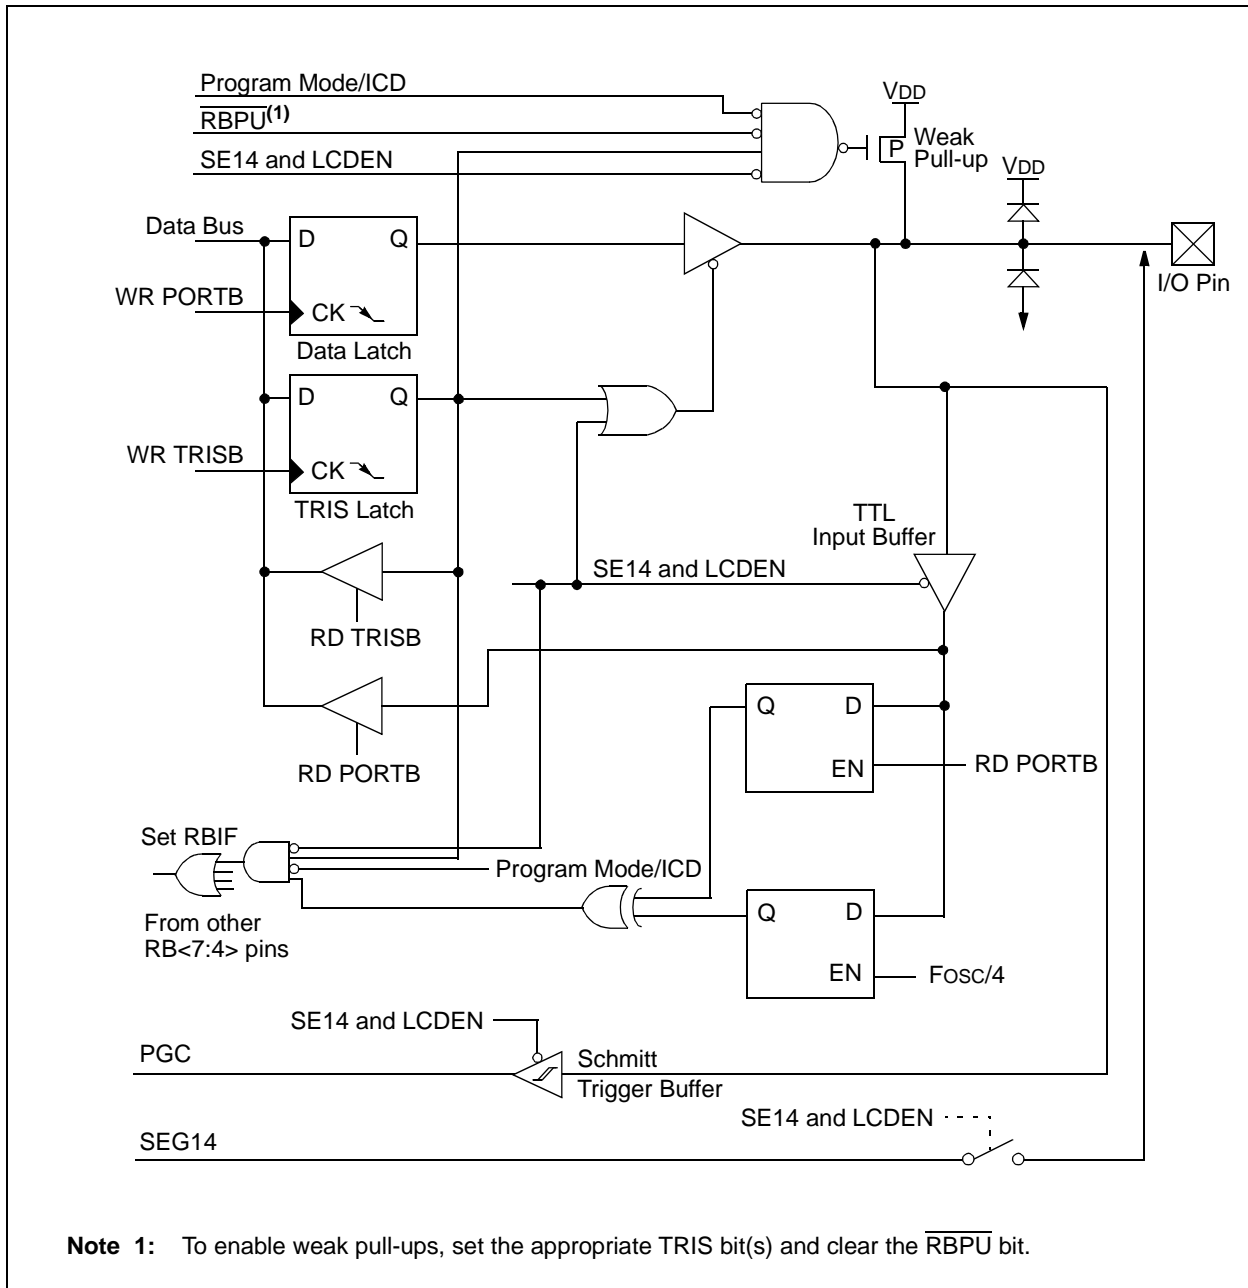 Program Mode/ICD
RBPU(1)
SE14 and LCDEN
VDD
P
Weak
Pull-up
VDD
Data Bus
D
Q
WR PORTB
CK
Data Latch
I/O Pin
D
Q
WR TRISB
CK
TRIS Latch
TTL
Input Buffer
SE14 and LCDEN
RD TRISB
Q
D
EN
RD PORTB
RD PORTB
Set RBIF
Program Mode/ICD
From other
RB<7:4> pins
Q
D
EN
FOSC/4
SE14 and LCDEN
PGC
Schmitt
Trigger Buffer
SE14 and LCDEN
SEG14
Note 1: To enable weak pull-ups, set the appropriate TRIS bit(s) and clear the RBPU bit.